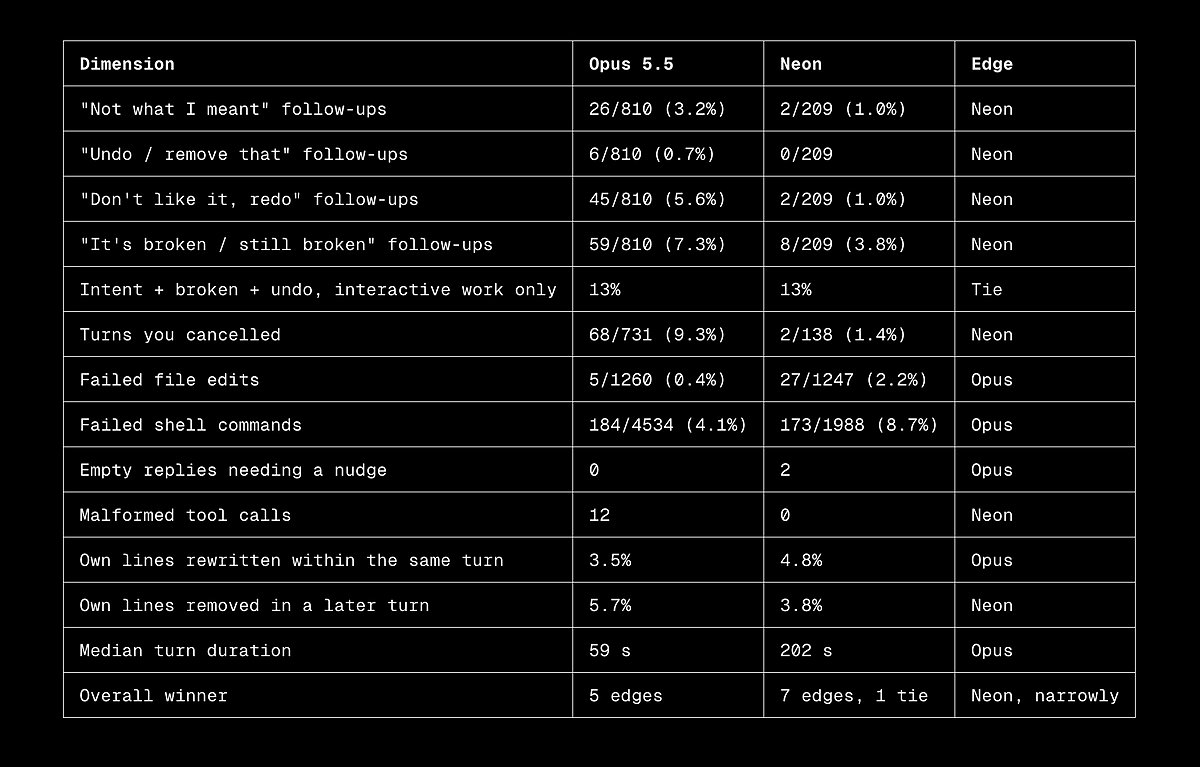 Dimension Opus 5.5 Neon Edge
"Not what I meant" follow-ups 26/810 (3.2%) 2/209 (1.0%) Neon
"Undo / remove that" follow-ups 6/810 (0.7%) 0/209 Neon
"Don't like it, redo" follow-ups 45/810 (5.6%) 2/209 (1.0%) Neon
"It's broken / still broken" follow-ups 59/810 (7.3%) 8/209 (3.8%) Neon
Intent + broken + undo, interactive work only 13% 13% Tie
Turns you cancelled 68/731 (9.3%) 2/138 (1.4%) Neon
Failed file edits 5/1260 (0.4%) 27/1247 (2.2%) Opus
Failed shell commands 184/4534 (4.1%) 173/1988 (8.7%) Opus
Empty replies needing a nudge 0 2 Opus
Malformed tool calls 12 0 Neon
Own lines rewritten within the same turn 3.5% 4.8% Opus
Own lines removed in a later turn 5.7% 3.8% Neon
Median turn duration 59 s 202 s Opus
Overall winner 5 edges 7 edges, 1 tie Neon, narrowly